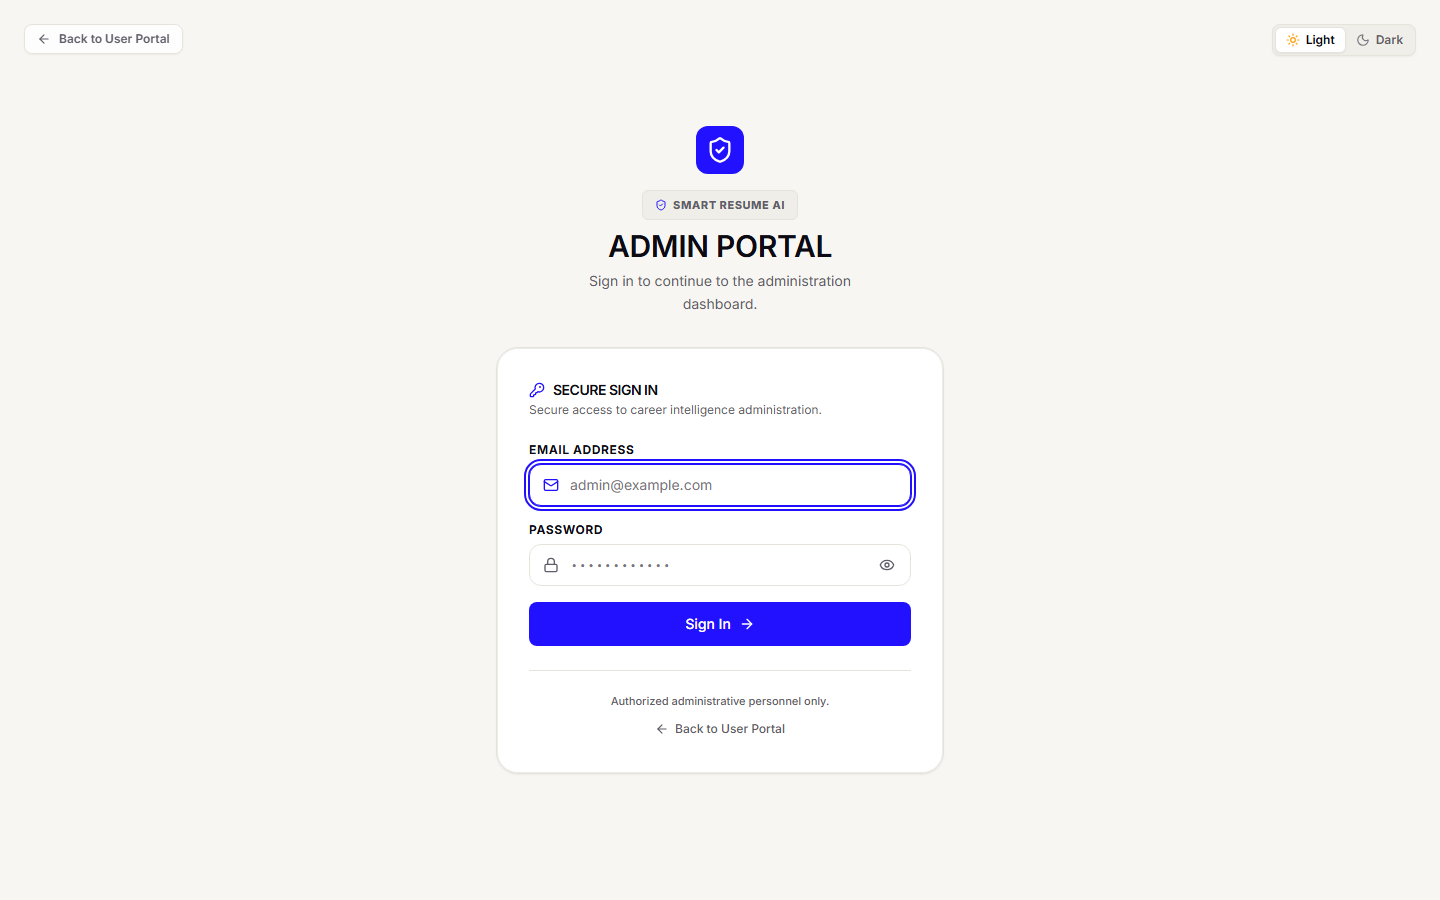 Back to User Portal
Light
Dark
SMART RESUME AI
ADMIN PORTAL
Sign in to continue to the administration
dashboard.
SECURE SIGN IN
Secure access to career intelligence administration.
EMAIL ADDRESS
admin@example.com
PASSWORD
••••••••••••
Sign In
Authorized administrative personnel only.
Back to User Portal